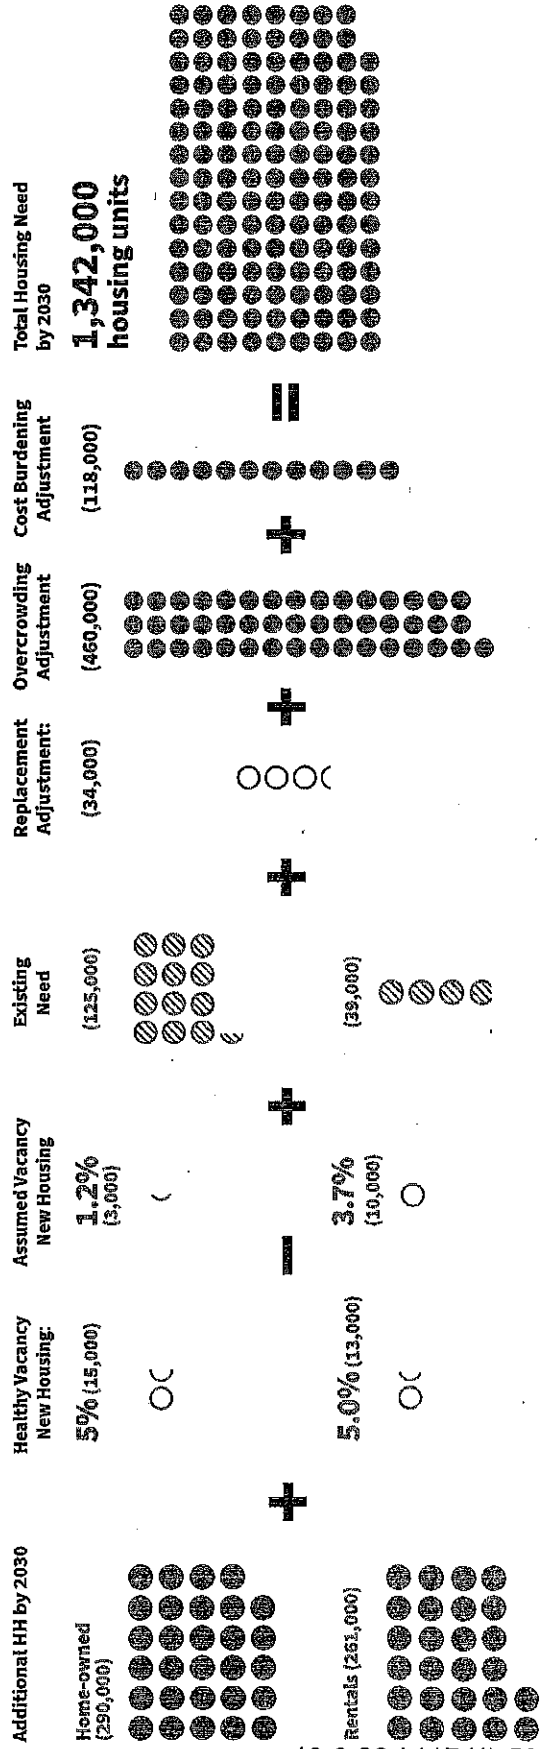 Additional HH by 2030
Home-owned
(290,000)
Rentals (261,000)
Healthy Vacancy
New Housing:
5% (15,000)
5.0% (13,000)
Assumed Vacancy
New Housing
1.2%
(3,000)
3.7%
(10,000)
Existing
Need
(125,000)
(39,000)
Replacement
Adjustment:
(34,000)
Overcrowding
Adjustment
(460,000)
Cost Burdening
Adjustment
(118,000)
Total Housing Need
by 2030
1,342,000
housing units